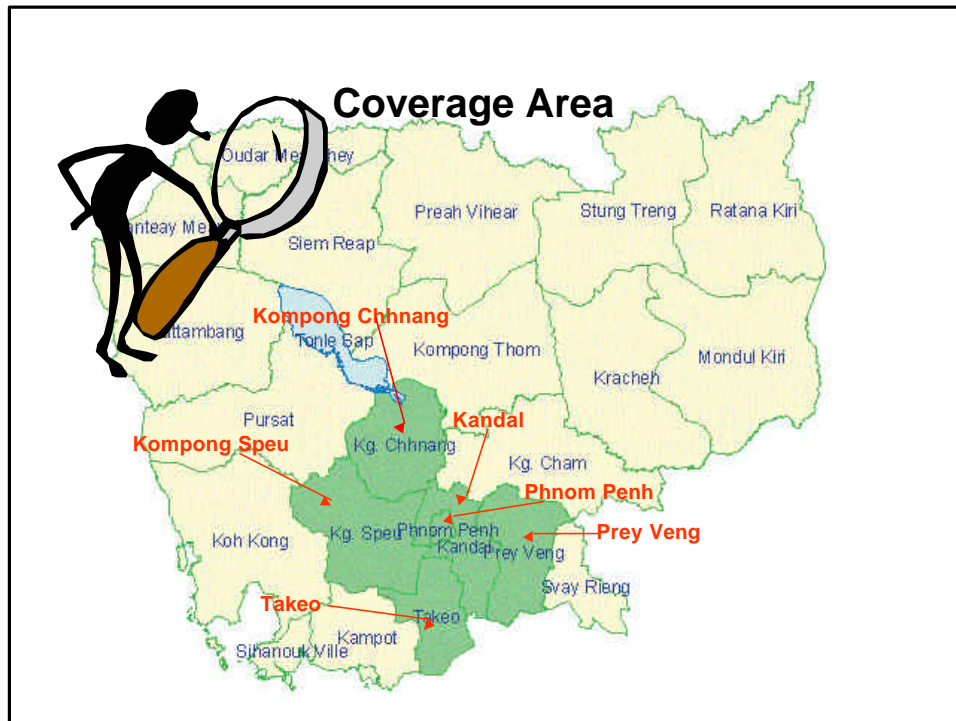 Coverage Area
Oudar
Preah Vihear
Stung Treng
Ratana Kiri
Siem Reap
Kompong Chhnang
Tonle Sap
Kompong Thom
Mondul Kiri
Kracheh
Pursat
Kandal
Kompong Speu
Kg. Chhnang
Kg. Cham
Phnom Penh
Koh Kong
Kg. Speu
Phnom Penh
Kandal
Prey Veng
Prey Veng
Svay Rieng
Takeo
Takeo
Kampot
Sihanouk Ville